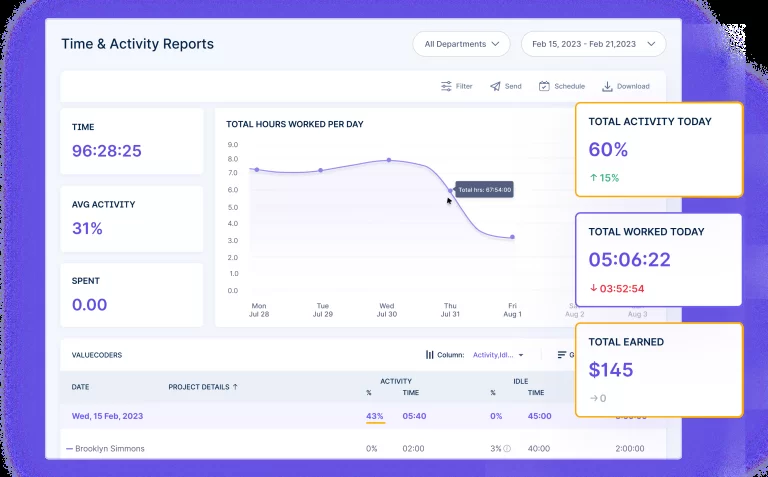 Time & Activity Reports
All Departments
Feb 15, 2023 - Feb 21,2023
Filter
Send
Schedule
Download
TIME
96:28:25
AVG ACTIVITY
31%
SPENT
0.00
TOTAL HOURS WORKED PER DAY
9.0
8.0
7.0
6.0
5.0
4.0
3.0
2.0
1.0
0.0
Total hrs: 67:54:00
Mon
Jul 28
Tue
Jul 29
Wed
Jul 30
Thu
Jul 31
Fri
Aug 1
Aug 2
Aug 3
TOTAL ACTIVITY TODAY
60%
↑ 15%
TOTAL WORKED TODAY
05:06:22
↓ 03:52:54
TOTAL EARNED
$145
→ 0
VALUECODERS
Column: Activity,Idl...
DATE
PROJECT DETAILS ↑
ACTIVITY
% TIME
IDLE
% TIME
Wed, 15 Feb, 2023 43% 05:40 0% 45:00
Brooklyn Simmons 0% 02:00 3% 40:00 2:00:00